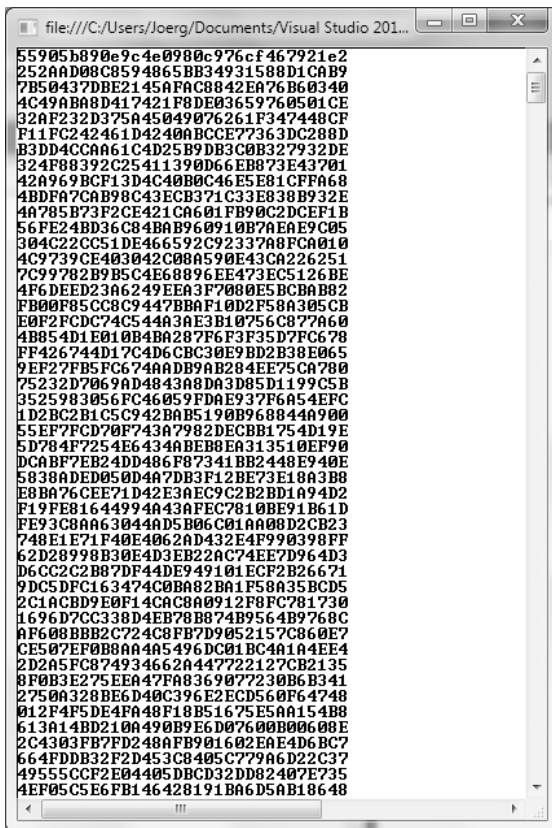 file:///C:/Users/Joerg/Documents/Visual Studio 201...
55905b890e9c4e0980c976cf467921e2
252AAD08C8594865BB34931588D1CAB9
7B50437DBE2145AFAC8842EA76B60340
4C49ABA8D417421F8DE03659760501CE
32AF232D375A45049076261F347448CF
F11FC242461D4240ABCCE77363DC288D
B3DD4CCAA61C4D25B9DB3C0B327932DE
324F88392C25411390D66EB873E43701
42A969BCF13D4C40B0C46E5E81CFFA68
4BDFA7CAB98C43ECB371C33E838B932E
4A785B73F2CE421CA601FB90C2DCEF1B
56FE24BD36C84BAB960910B7AEAE9C05
304C22CC51DE466592C92337A8FCA010
4C9739CE403042C08A590E43CA226251
7C99782B9B5C4E68896EE473EC5126BE
4F6DEED23A6249EEA3F7080E5BCBAB82
FB00F85CC8C9447BBAF10D2F58A305CB
E0F2FCDC74C544A3AE3B10756C877A60
4B854D1E010B4BA287F6F3F35D7FC678
FF426744D17C4D6CBC30E9BD2B38E065
9EF27FB5FC674AADB9AB284EE75CA780
75232D7069AD4843A8DA3D85D1199C5B
3525983056FC46059FDAE937F6A54EFC
1D2BC2B1C5C942BAB5190B968844A900
55EF7FCD70F743A7982DECBB1754D19E
5D784F7254E6434ABEB8EA313510EF90
DCABF7EB24DD486F87341BB2448E940E
5838ADED050D4A7DB3F12BE73E18A3B8
E8BA76CEE71D42E3AEC9C2B2BD1A94D2
F19FE81644994A43AFEC7810BE91B61D
FE93C8AA63044AD5B06C01AA08D2CB23
748E1E71F40E4062AD432E4F990398FF
62D28998B30E4D3EB22AC74EE7D964D3
D6CC2C2B87DF44DE949101ECF2B26671
9DC5DFC163474C0BA82BA1F58A35BCD5
2C1ACBD9E0F14CAC8A0912F8FC781730
1696D7CC338D4EB78B874B9564B9768C
AF608BBB2C724C8FB7D9052157C860E7
CE507EF0B8AA4A5496DC01BC4A1A4EE4
2D2A5FC874934662A447722127CB2135
8F0B3E275EEA47FA8369077230B6B341
2750A328BE6D40C396E2ECD560F64748
012F4F5DE4FA48F18B51675E5AA154B8
613A14BD210A490B9E6D07600B00608E
2C4303FB7FD248AFB901602EAE4D6BC7
664FDDB32F2D453C8405C779A6D22C37
49555CCF2E04405DBCD32DD82407E735
4EF05C5E6FB146428191BA6D5AB18648